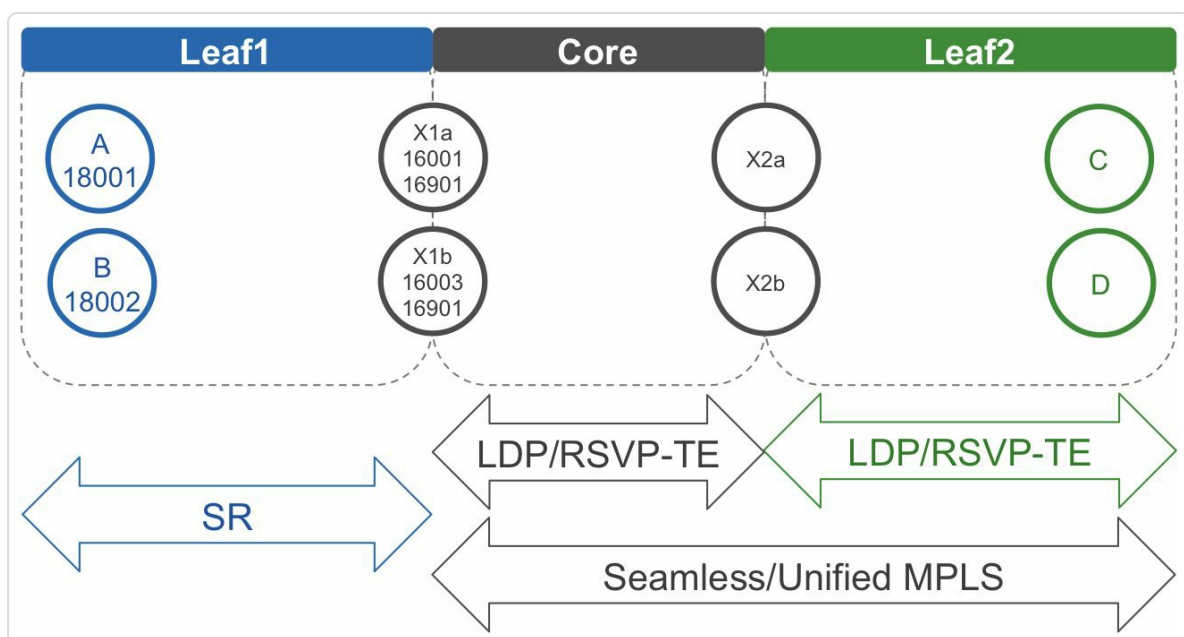 Leaf1
Core
Leaf2
A
18001
X1a
16001
16901
X2a
C
B
18002
X1b
16003
16901
X2b
D
LDP/RSVP-TE
LDP/RSVP-TE
SR
Seamless/Unified MPLS